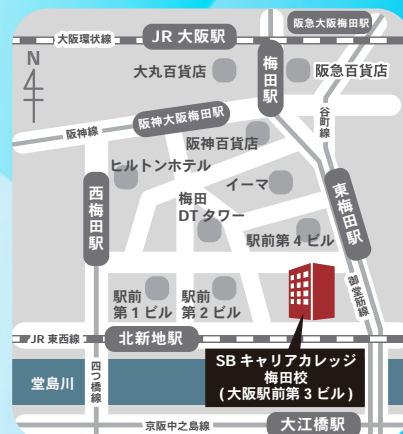 阪急大阪梅田駅
大阪環状線
JR 大阪駅
N
大丸百貨店
梅田駅
阪急百貨店
阪神大阪梅田駅
谷町線
阪神線
阪神百貨店
ヒルトンホテル
イーマ
西梅田駅
梅田
DT タワー
東梅田駅
駅前第 4 ビル
駅前
第 1 ビル
駅前
第 2 ビル
御堂筋線
JR 東西線
北新地駅
SB キャリアカレッジ
梅田校
( 大阪駅前第 3 ビル )
四つ橋線
堂島川
京阪中之島線
大江橋駅